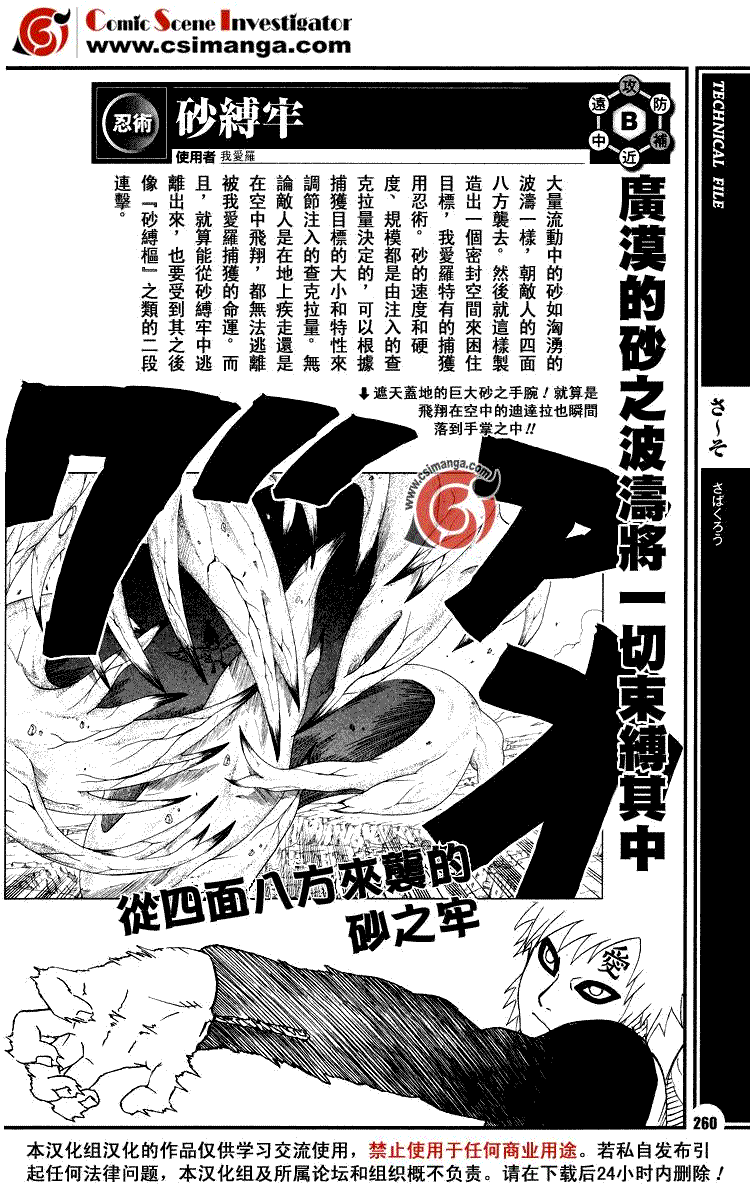 Comic Scene Investigator
www.csimanga.com
TECHNICAL FILE
さ〜そ
さばくろう
忍術
砂縛牢
使用者 我愛羅
攻
防
補
近
中
遠
B
廣漠的砂之波濤將一切束縛其中
大量流動中的砂如洶湧的
波濤一樣，朝敵人的四面
八方襲去。然後就這樣製
造出一個密封空間來困住
目標，我愛羅特有的捕獲
用忍術。砂的速度和硬
度、規模都是由注入的查
克拉量決定的，可以根據
捕獲目標的大小和特性來
調節注入的查克拉量。無
論敵人是在地上疾走還是
在空中飛翔，都無法逃離
被我愛羅捕獲的命運。而
且，就算能從砂縛牢中逃
離出來，也要受到其之後
像『砂縛柩』之類的二段
連擊。
⬇遮天蓋地的巨大砂之手腕！就算是
飛翔在空中的迪達拉也瞬間
落到手掌之中!!
www.csimanga.com
グ
ア
オ
從四面八方來襲的
砂之牢
愛
260
本汉化组汉化的作品仅供学习交流使用，禁止使用于任何商业用途。若私自发布引
起任何法律问题，本汉化组及所属论坛和组织概不负责。请在下载后24小时内删除！